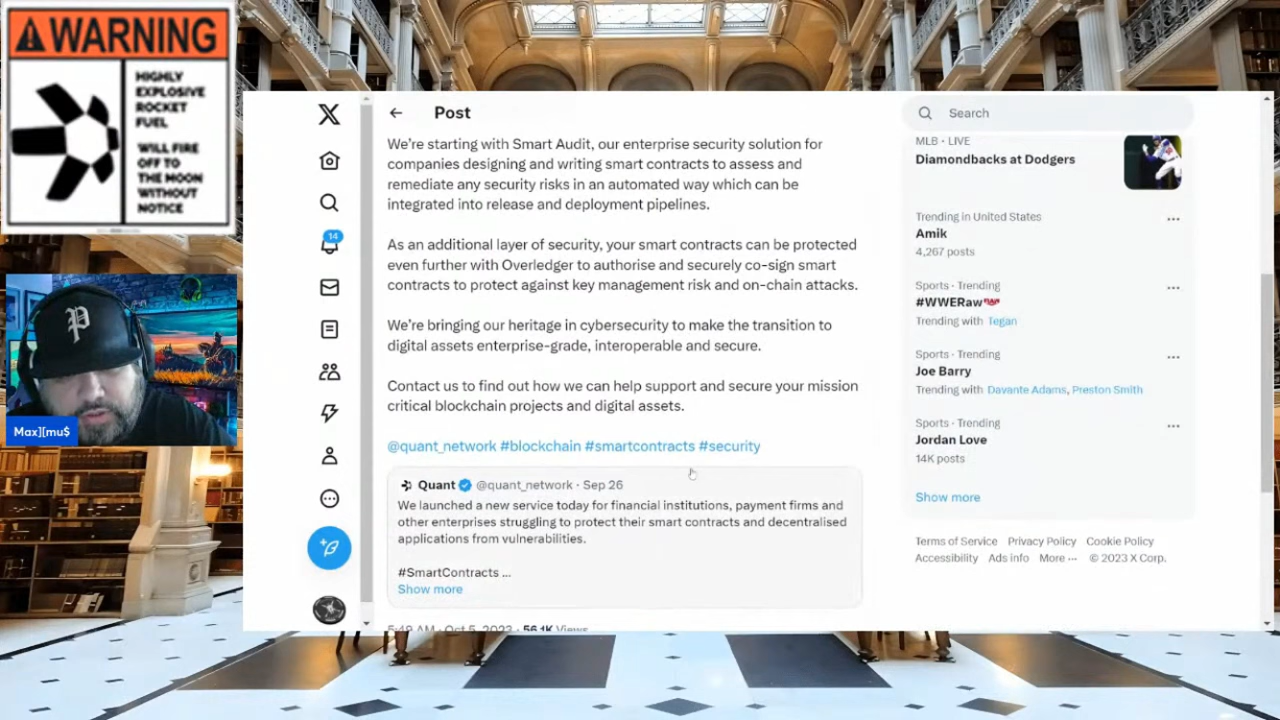 WARNING
HIGHLY
EXPLOSIVE
ROCKET
FUEL
WILL FIRE
OFF TO
THE MOON
WITHOUT
NOTICE
P
Max][mu$
14
Post
We're starting with Smart Audit, our enterprise security solution for
companies designing and writing smart contracts to assess and
remediate any security risks in an automated way which can be
integrated into release and deployment pipelines.
As an additional layer of security, your smart contracts can be protected
even further with Overledger to authorise and securely co-sign smart
contracts to protect against key management risk and on-chain attacks.
We're bringing our heritage in cybersecurity to make the transition to
digital assets enterprise-grade, interoperable and secure.
Contact us to find out how we can help support and secure your mission
critical blockchain projects and digital assets.
@quant_network #blockchain #smartcontracts #security
Quant @quant_network · Sep 26
We launched a new service today for financial institutions, payment firms and
other enterprises struggling to protect their smart contracts and decentralised
applications from vulnerabilities.
#SmartContracts ...
Show more
5:49 AM · Oct 5, 2023 · 56.1K Views
Search
MLB · LIVE
Diamondbacks at Dodgers
Trending in United States
Amik
4,267 posts
Sports · Trending
#WWERaw
Trending with Tegan
Sports · Trending
Joe Barry
Trending with Davante Adams, Preston Smith
Sports · Trending
Jordan Love
14K posts
Show more
Terms of Service Privacy Policy Cookie Policy
Accessibility Ads info More ... © 2023 X Corp.